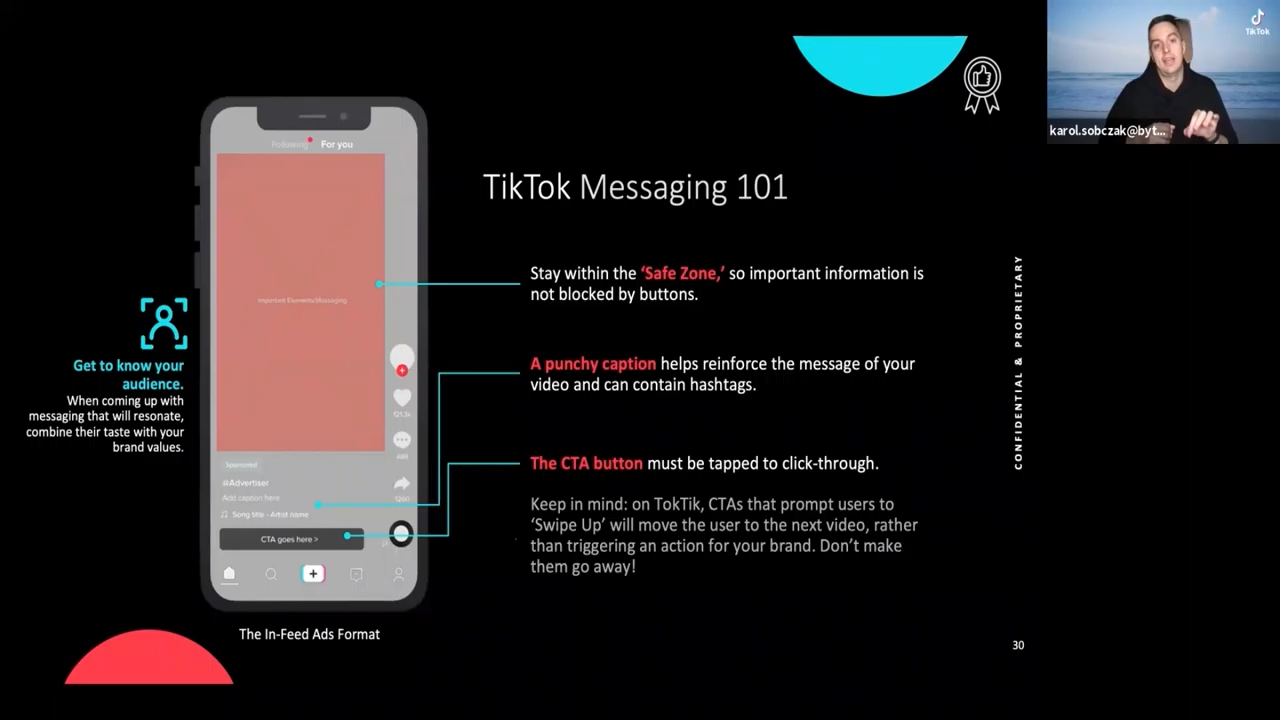 TikTok
karol.sobczak@byt...
TikTok Messaging 101
Following
For you
Important Elements/Messaging
Stay within the ‘Safe Zone,’ so important information is
not blocked by buttons.
A punchy caption helps reinforce the message of your
video and can contain hashtags.
The CTA button must be tapped to click-through.
Keep in mind: on TokTik, CTAs that prompt users to
‘Swipe Up’ will move the user to the next video, rather
than triggering an action for your brand. Don’t make
them go away!
Get to know your
audience.
When coming up with
messaging that will resonate,
combine their taste with your
brand values.
Sponsored
@Advertiser
Add caption here
Song title - Artist name
CTA goes here >
1260
The In-Feed Ads Format
CONFIDENTIAL & PROPRIETARY
30